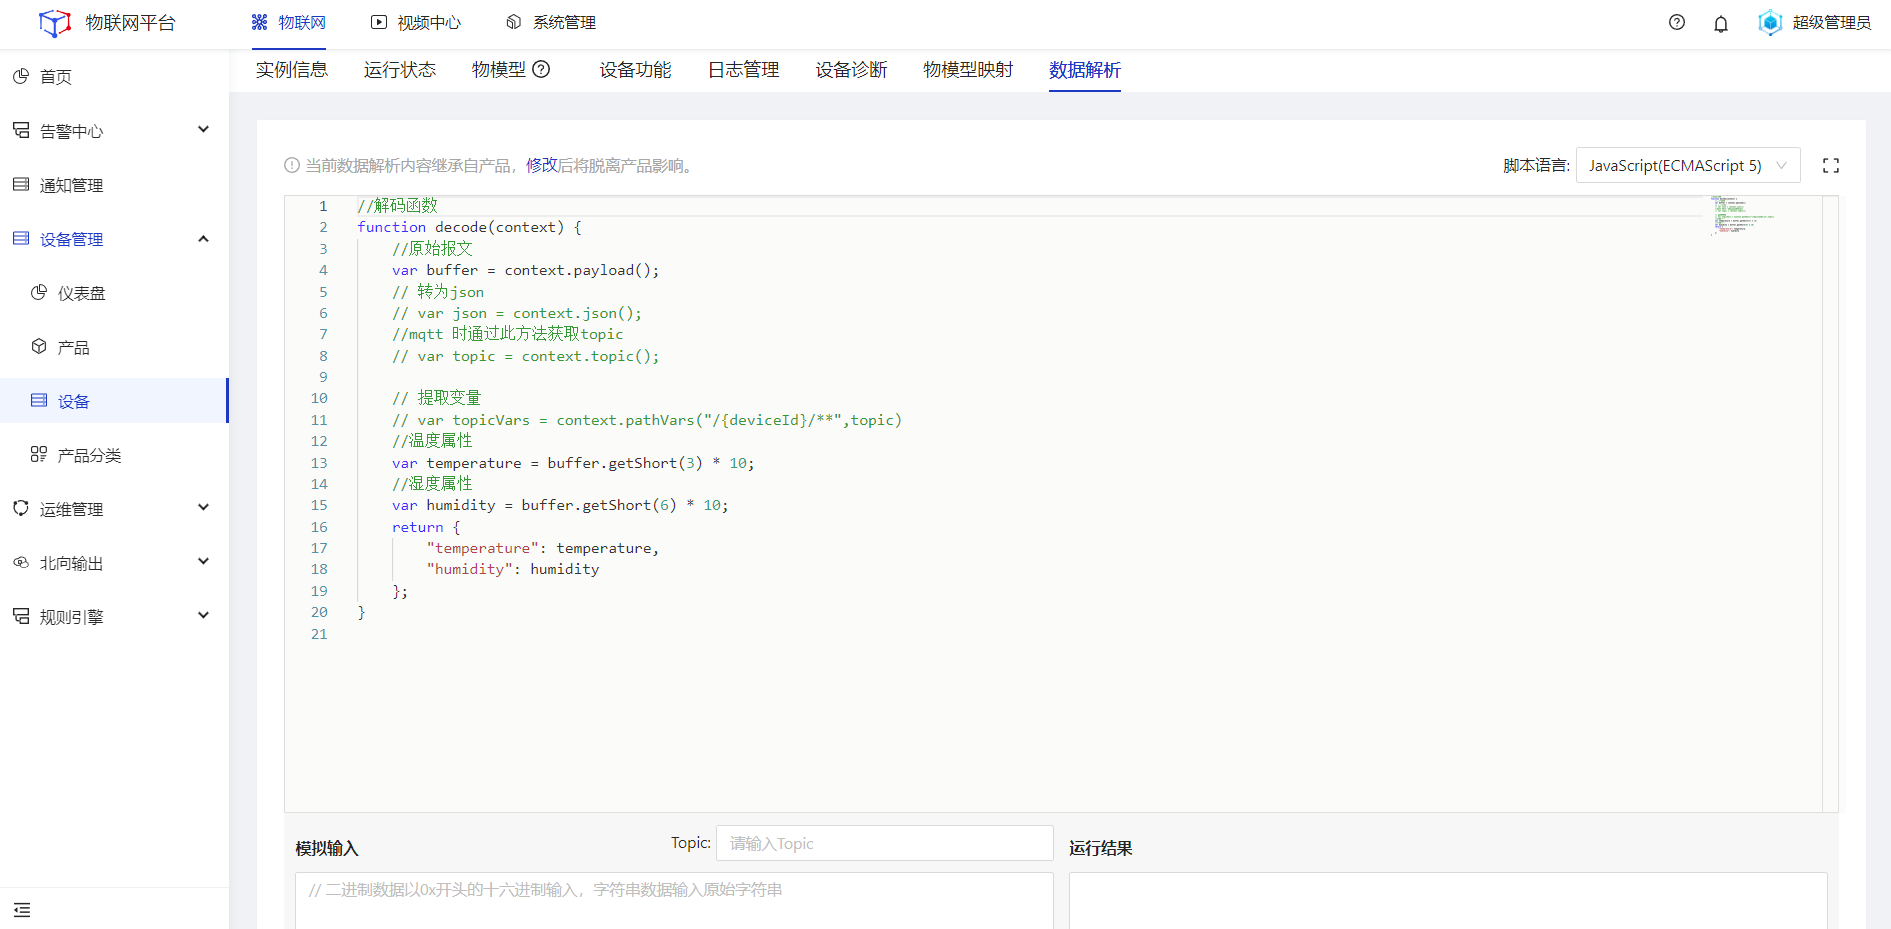 物联网平台
物联网
视频中心
系统管理
超级管理员
首页
告警中心
通知管理
设备管理
仪表盘
产品
设备
产品分类
运维管理
北向输出
规则引擎
实例信息
运行状态
物模型
设备功能
日志管理
设备诊断
物模型映射
数据解析
当前数据解析内容继承自产品，修改后将脱离产品影响。
脚本语言: JavaScript(ECMAScript 5)
1 //解码函数
2 function decode(context) {
3 //原始报文
4 var buffer = context.payload();
5 // 转为json
6 // var json = context.json();
7 //mqtt 时通过此方法获取topic
8 // var topic = context.topic();
9
10 // 提取变量
11 // var topicVars = context.pathVars("/{deviceId}/**",topic)
12 //温度属性
13 var temperature = buffer.getShort(3) * 10;
14 //湿度属性
15 var humidity = buffer.getShort(6) * 10;
16 return {
17 "temperature": temperature,
18 "humidity": humidity
19 };
20 }
21
模拟输入
Topic: 请输入Topic
// 二进制数据以0x开头的十六进制输入，字符串数据输入原始字符串
运行结果